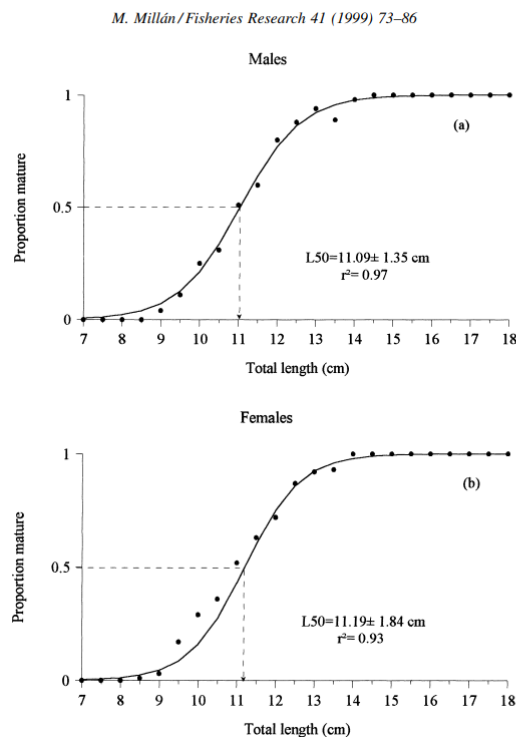 M. Millán / Fisheries Research 41 (1999) 73–86
Males
1
(a)
Proportion mature
0.5
L50=11.09± 1.35 cm
r²= 0.97
0
7 8 9 10 11 12 13 14 15 16 17 18
Total length (cm)
Females
1
(b)
Proportion mature
0.5
L50=11.19± 1.84 cm
r²= 0.93
0
7 8 9 10 11 12 13 14 15 16 17 18
Total length (cm)